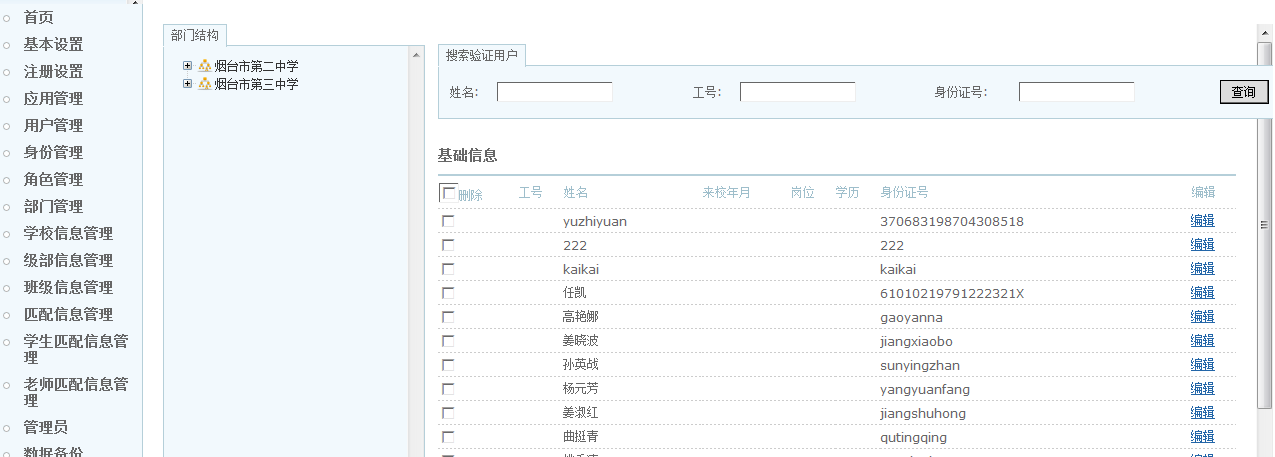 首页
基本设置
注册设置
应用管理
用户管理
身份管理
角色管理
部门管理
学校信息管理
级部信息管理
班级信息管理
匹配信息管理
学生匹配信息管
理
老师匹配信息管
理
管理员
数据备份
部门结构
烟台市第二中学
烟台市第三中学
搜索验证用户
姓名: 工号: 身份证号: 查询
基础信息
删除 工号 姓名 来校年月 岗位 学历 身份证号 编辑
yuzhiyuan 370683198704308518 编辑
222 222 编辑
kaikai kaikai 编辑
任凯 61010219791222321X 编辑
高艳娜 gaoyanna 编辑
姜晓波 jiangxiaobo 编辑
孙英战 sunyingzhan 编辑
杨元芳 yangyuanfang 编辑
姜淑红 jiangshuhong 编辑
曲挺青 qutingqing 编辑